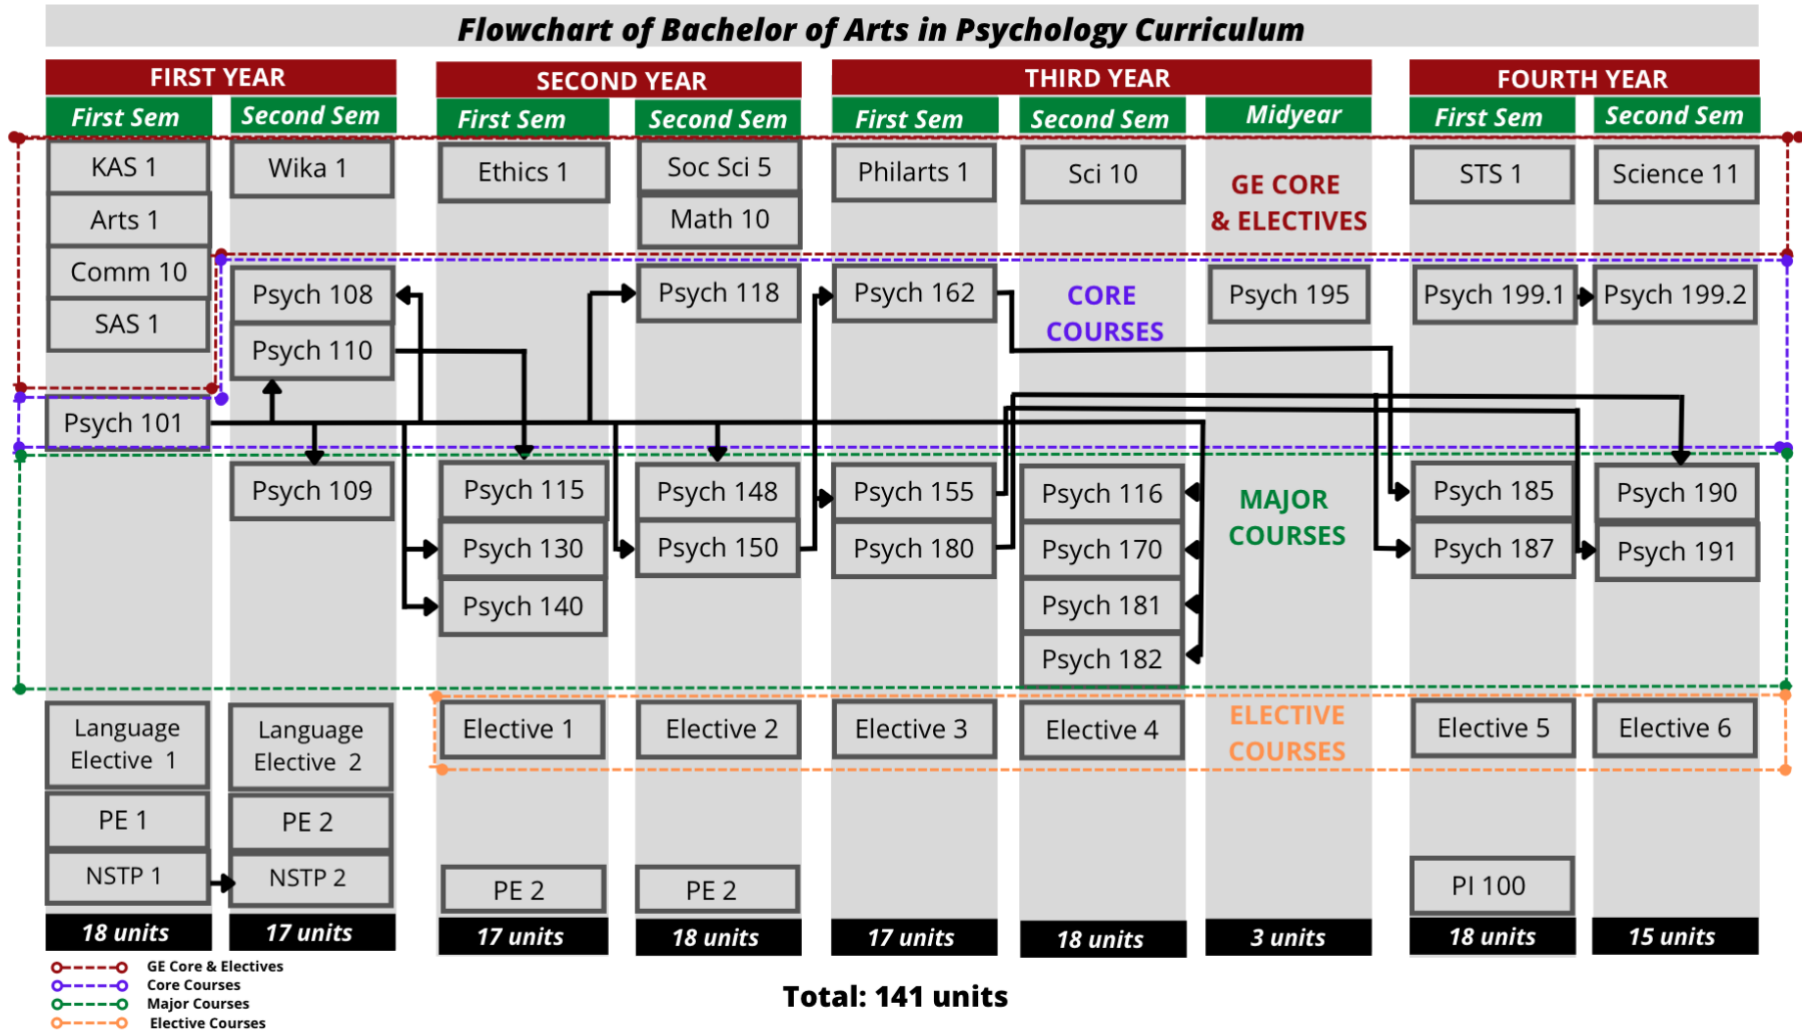 Flowchart of Bachelor of Arts in Psychology Curriculum
FIRST YEAR
SECOND YEAR
THIRD YEAR
FOURTH YEAR
First Sem
Second Sem
First Sem
Second Sem
First Sem
Second Sem
Midyear
First Sem
Second Sem
KAS 1
Wika 1
Ethics 1
Soc Sci 5
Philarts 1
Sci 10
GE CORE
& ELECTIVES
STS 1
Science 11
Arts 1
Math 10
Comm 10
SAS 1
Psych 108
Psych 118
Psych 162
CORE
COURSES
Psych 195
Psych 199.1
Psych 199.2
Psych 110
Psych 101
Psych 109
Psych 115
Psych 148
Psych 155
Psych 116
MAJOR
COURSES
Psych 185
Psych 190
Psych 130
Psych 150
Psych 180
Psych 170
Psych 187
Psych 191
Psych 140
Psych 181
Psych 182
Language
Elective 1
Language
Elective 2
Elective 1
Elective 2
Elective 3
Elective 4
ELECTIVE
COURSES
Elective 5
Elective 6
PE 1
PE 2
NSTP 1
NSTP 2
PE 2
PE 2
PI 100
18 units
17 units
17 units
18 units
17 units
18 units
3 units
18 units
15 units
GE Core & Electives
Core Courses
Major Courses
Elective Courses
Total: 141 units